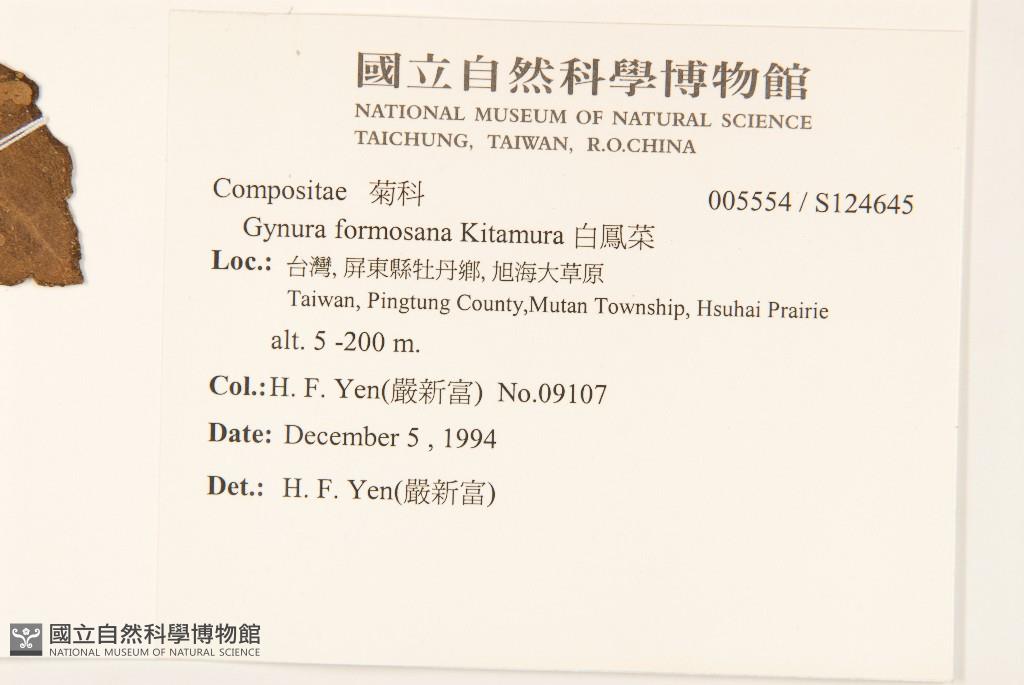 國立自然科學博物館
NATIONAL MUSEUM OF NATURAL SCIENCE
TAICHUNG, TAIWAN, R.O.CHINA
Compositae 菊科 005554 / S124645
Gynura formosana Kitamura 白鳳菜
Loc.: 台灣, 屏東縣牡丹鄉, 旭海大草原
Taiwan, Pingtung County,Mutan Township, Hsuhai Prairie
alt. 5 -200 m.
Col.:H. F. Yen(嚴新富) No.09107
Date: December 5 , 1994
Det.: H. F. Yen(嚴新富)
國立自然科學博物館
NATIONAL MUSEUM OF NATURAL SCIENCE